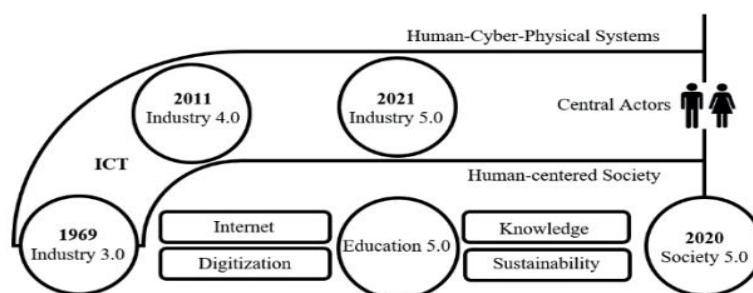 Human-Cyber-Physical Systems
2011
Industry 4.0
2021
Industry 5.0
Central Actors
ICT
Human-centered Society
1969
Industry 3.0
Internet
Digitization
Education 5.0
Knowledge
Sustainability
2020
Society 5.0